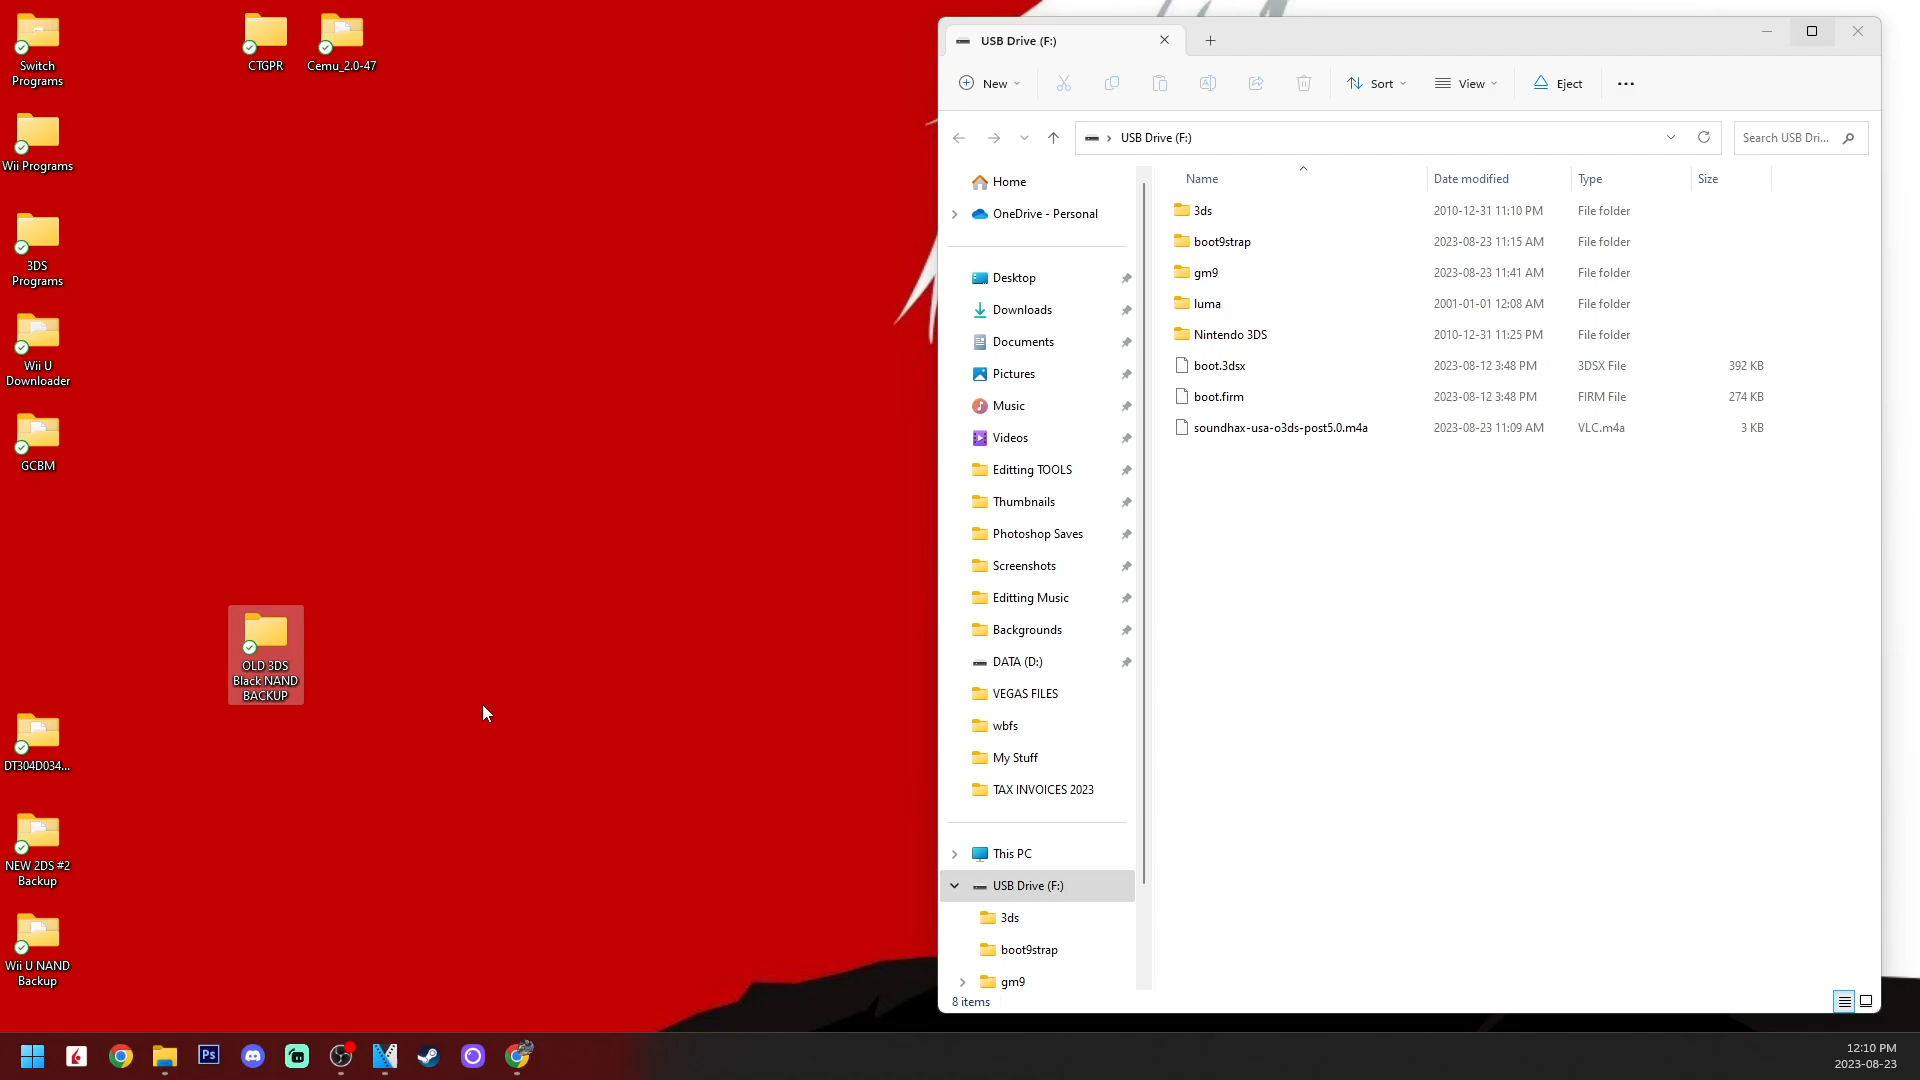 Switch
Programs
CTGPR
Cemu_2.0-47
Wii Programs
3DS
Programs
Wii U
Downloader
GCBM
OLD 3DS
Black NAND
BACKUP
DT304D034...
NEW 2DS #2
Backup
Wii U NAND
Backup
USB Drive (F:)
New
Sort
View
Eject
USB Drive (F:)
Search USB Dri...
Home
OneDrive - Personal
Desktop
Downloads
Documents
Pictures
Music
Videos
Editting TOOLS
Thumbnails
Photoshop Saves
Screenshots
Editting Music
Backgrounds
DATA (D:)
VEGAS FILES
wbfs
My Stuff
TAX INVOICES 2023
This PC
USB Drive (F:)
3ds
boot9strap
gm9
Name Date modified Type Size
3ds 2010-12-31 11:10 PM File folder
boot9strap 2023-08-23 11:15 AM File folder
gm9 2023-08-23 11:41 AM File folder
luma 2001-01-01 12:08 AM File folder
Nintendo 3DS 2010-12-31 11:25 PM File folder
boot.3dsx 2023-08-12 3:48 PM 3DSX File 392 KB
boot.firm 2023-08-12 3:48 PM FIRM File 274 KB
soundhax-usa-o3ds-post5.0.m4a 2023-08-23 11:09 AM VLC.m4a 3 KB
8 items
Ps
12:10 PM
2023-08-23